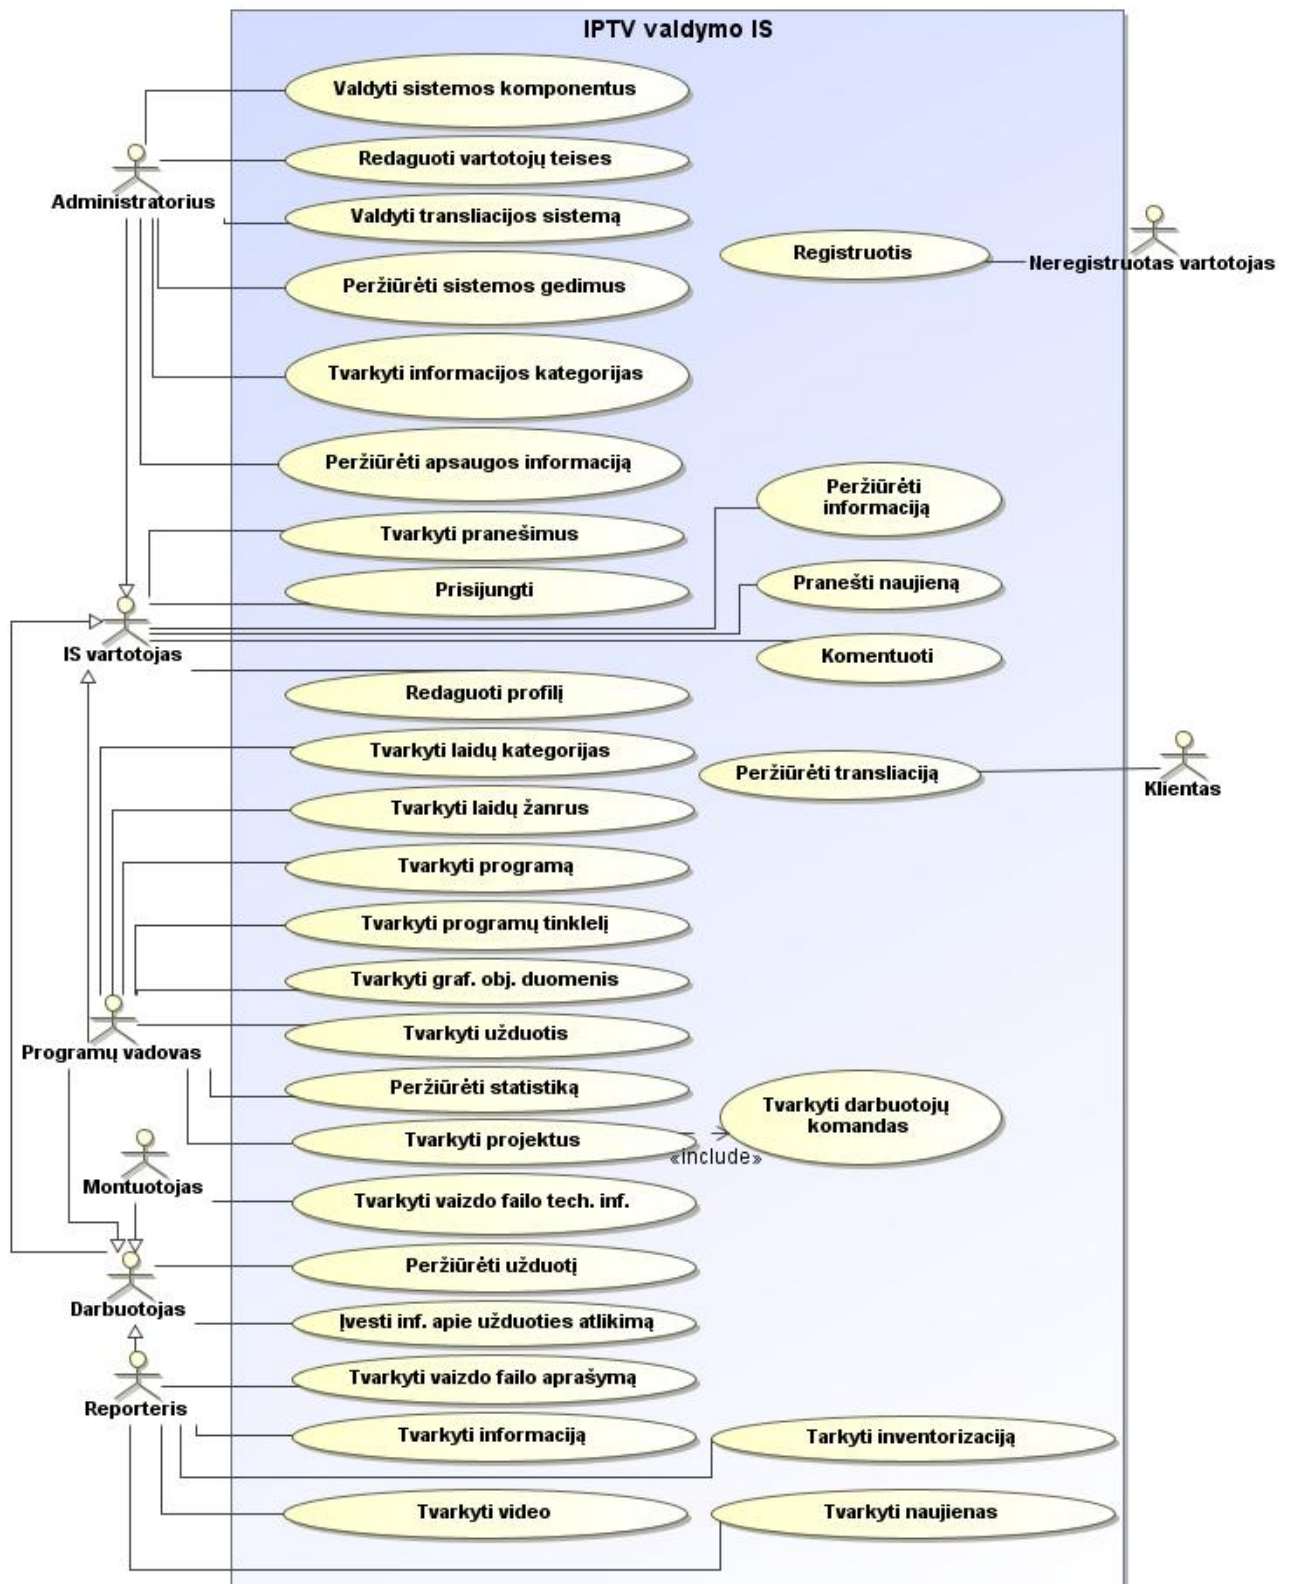 IPTV valdymo IS
Valdyti sistemos komponentus
Redaguoti vartotojų teises
Administratorius
Valdyti transliacijos sistemą
Registruotis
Neregistruotas vartotojas
Peržiūrėti sistemos gedimus
Tvarkyti informacijos kategorijas
Peržiūrėti apsaugos informaciją
Peržiūrėti
informaciją
Tvarkyti pranešimus
Prisijungti
Pranešti naujieną
IS vartotojas
Komentuoti
Redaguoti profilį
Tvarkyti laidų kategorijas
Peržiūrėti transliaciją
Klientas
Tvarkyti laidų žanrus
Tvarkyti programą
Tvarkyti programų tinklelį
Tvarkyti graf. obj. duomenis
Tvarkyti užduotis
Programų vadovas
Peržiūrėti statistiką
Tvarkyti darbuotojų
komandas
Tvarkyti projektus
«include»
Montuotojas
Tvarkyti vaizdo failo tech. inf.
Peržiūrėti užduotį
Darbuotojas
Įvesti inf. apie užduoties atlikimą
Tvarkyti vaizdo failo aprašymą
Reporteris
Tvarkyti informaciją
Tarkyti inventorizaciją
Tvarkyti video
Tvarkyti naujienas